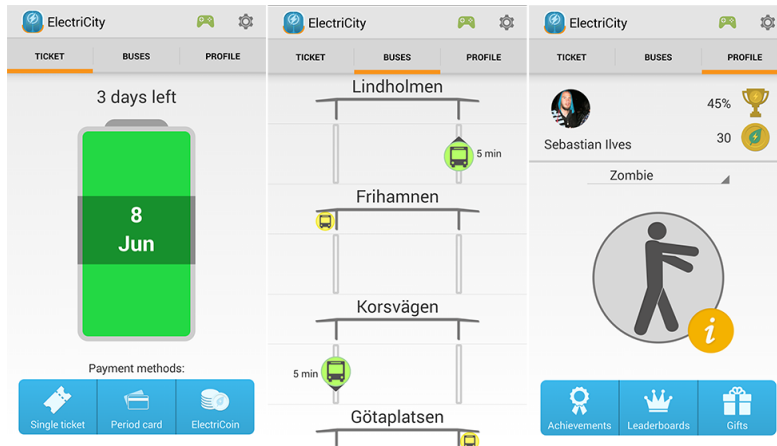 ElectriCity
TICKET BUSES PROFILE
3 days left
8
Jun
Payment methods:
Single ticket Period card ElectriCoin
ElectriCity
TICKET BUSES PROFILE
Lindholmen
5 min
Frihamnen
Korsvägen
5 min
Götaplatsen
ElectriCity
TICKET BUSES PROFILE
45%
30
Sebastian Ilves
Zombie
i
Achievements Leaderboards Gifts